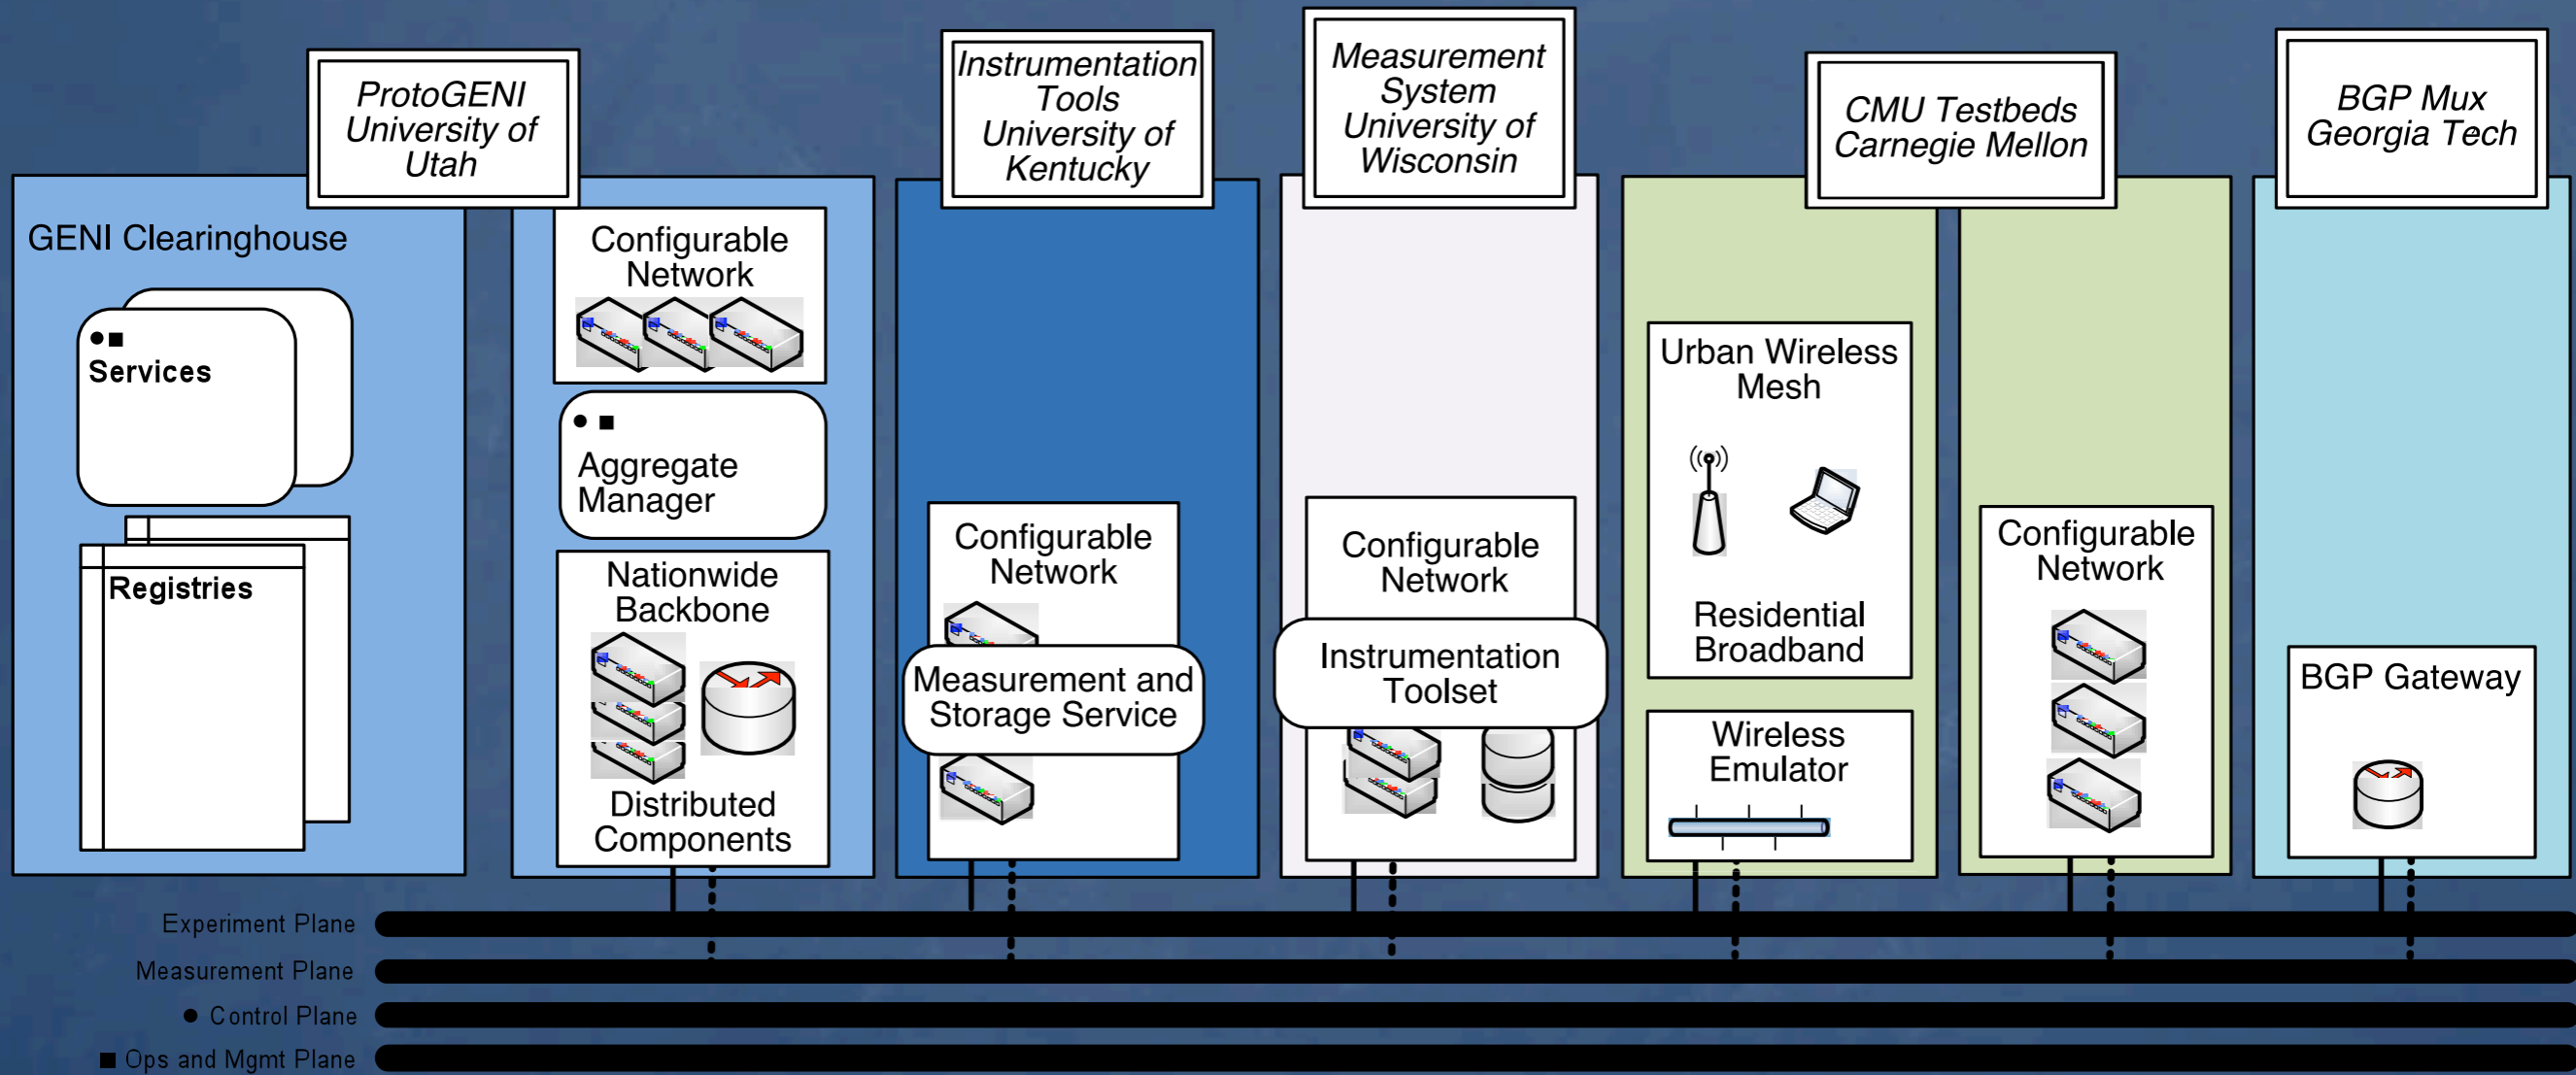 ProtoGENI
University of
Utah
Instrumentation
Tools
University of
Kentucky
Measurement
System
University of
Wisconsin
CMU Testbeds
Carnegie Mellon
BGP Mux
Georgia Tech
GENI Clearinghouse
Services
Registries
Configurable
Network
Aggregate
Manager
Nationwide
Backbone
Distributed
Components
Configurable
Network
Measurement and
Storage Service
Configurable
Network
Instrumentation
Toolset
Urban Wireless
Mesh
Residential
Broadband
Wireless
Emulator
Configurable
Network
BGP Gateway
Experiment Plane
Measurement Plane
● Control Plane
■ Ops and Mgmt Plane